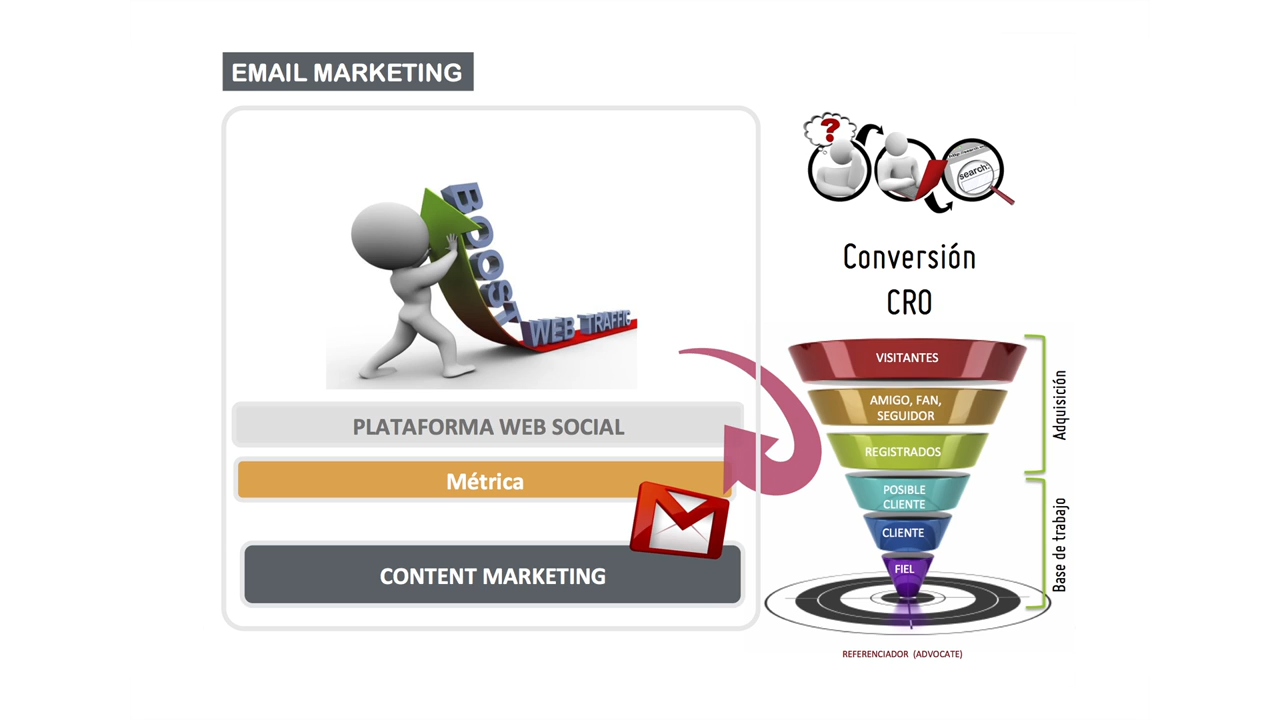 EMAIL MARKETING
BOOST
WEB TRAFFIC
PLATAFORMA WEB SOCIAL
Métrica
CONTENT MARKETING
?
search:
Conversión
CRO
VISITANTES
AMIGO, FAN,
SEGUIDOR
REGISTRADOS
POSIBLE
CLIENTE
CLIENTE
FIEL
Adquisición
Base de trabajo
REFERENCIADOR (ADVOCATE)